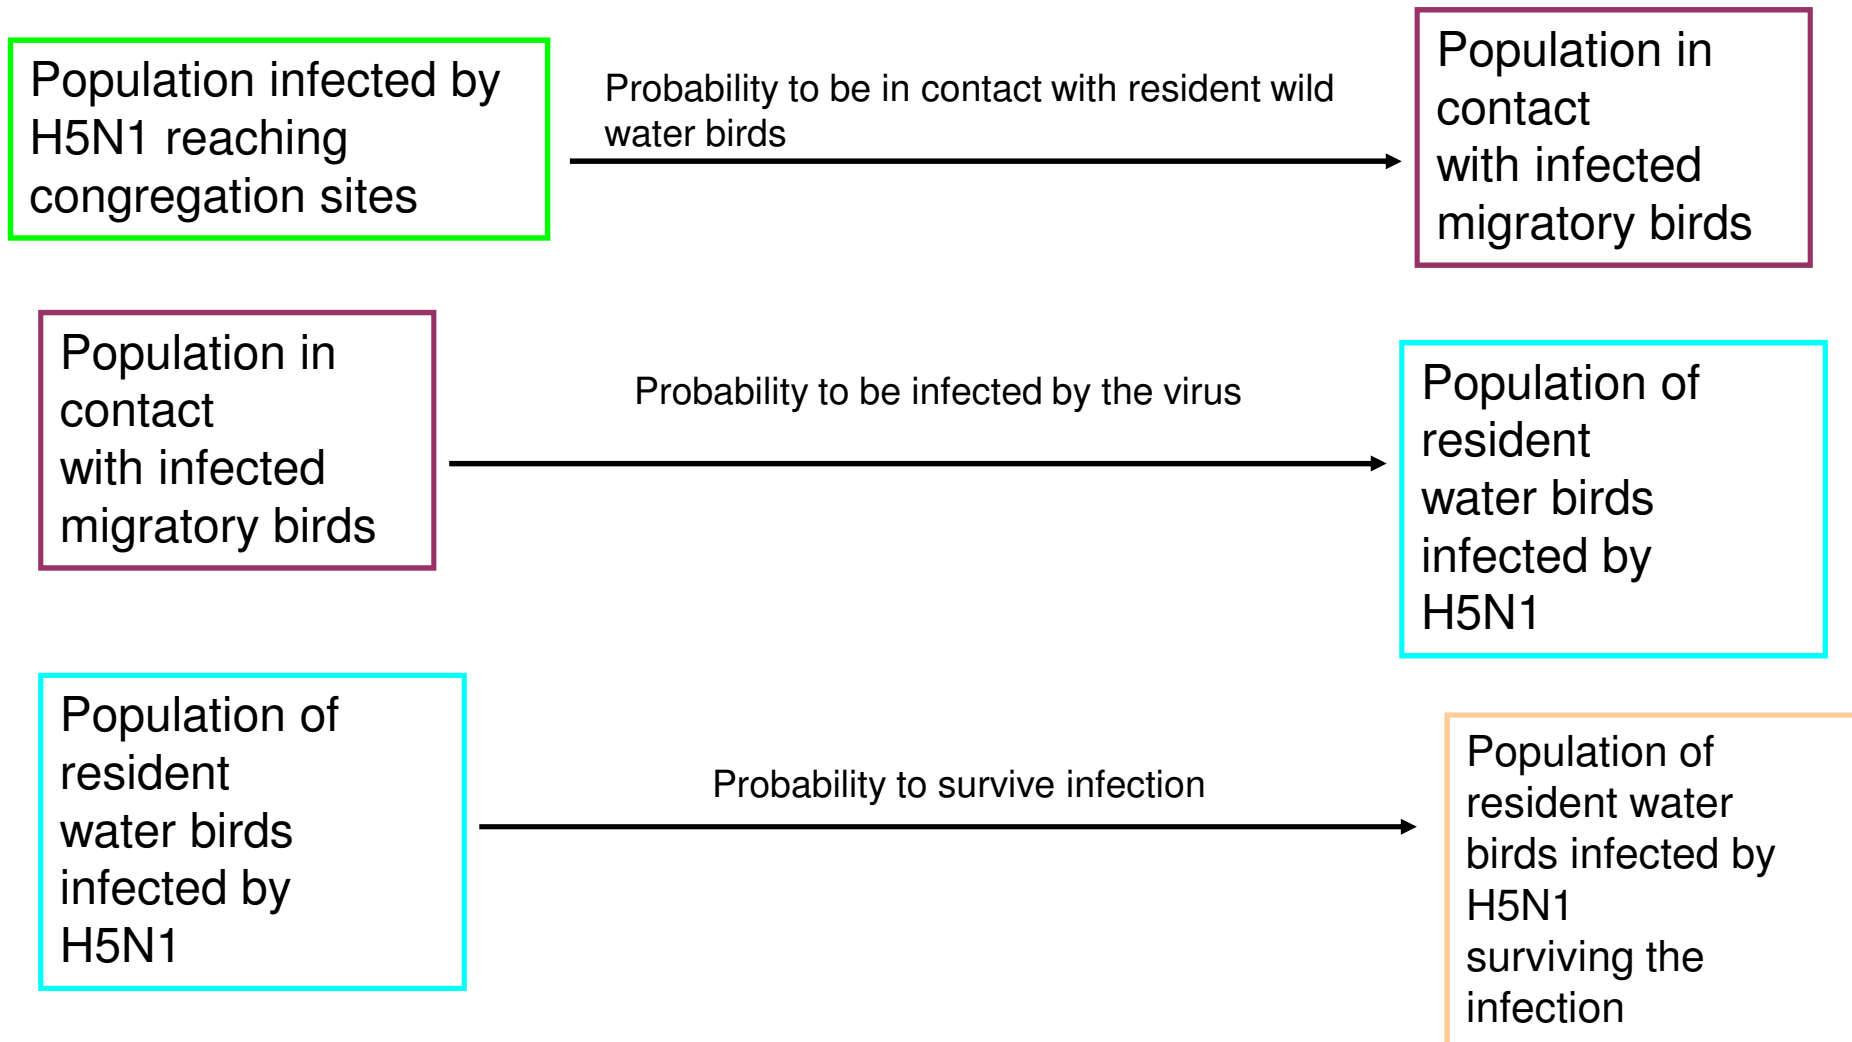 Population infected by
H5N1 reaching
congregation sites
Probability to be in contact with resident wild
water birds
Population in
contact
with infected
migratory birds
Population in
contact
with infected
migratory birds
Probability to be infected by the virus
Population of
resident
water birds
infected by
H5N1
Population of
resident
water birds
infected by
H5N1
Probability to survive infection
Population of
resident water
birds infected by
H5N1
surviving the
infection